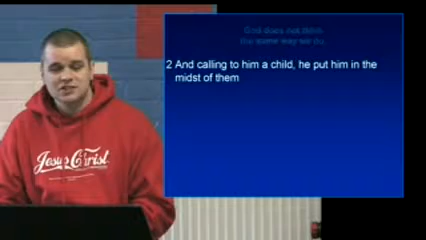 God does not think
the same way we do
2 And calling to him a child, he put him in the
midst of them
Jesus Christ